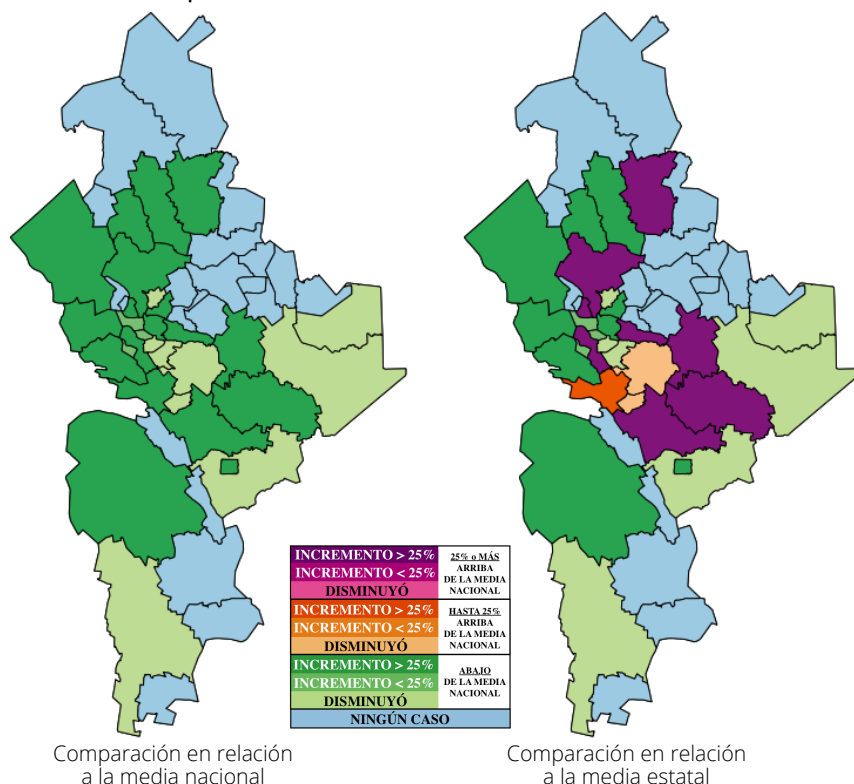 INCREMENTO > 25%
INCREMENTO < 25%
DISMINUYÓ
25% o MÁS
ARRIBA
DE LA MEDIA
NACIONAL
INCREMENTO > 25%
INCREMENTO < 25%
DISMINUYÓ
HASTA 25%
ARRIBA
DE LA MEDIA
NACIONAL
INCREMENTO > 25%
INCREMENTO < 25%
DISMINUYÓ
ABAJO
DE LA MEDIA
NACIONAL
NINGÚN CASO
Comparación en relación
a la media nacional
Comparación en relación
a la media estatal